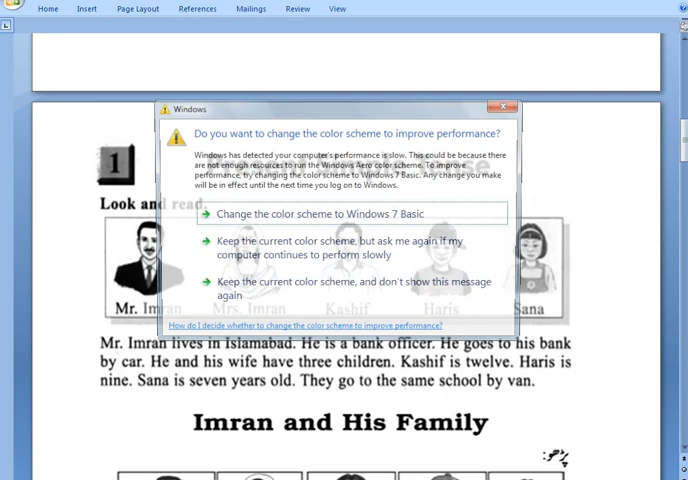 Home Insert Page Layout References Mailings Review View
Windows
Do you want to change the color scheme to improve performance?
Windows has detected your computer's performance is slow. This could be because there
are not enough resources to run the Windows Aero color scheme. To improve
performance, try changing the color scheme to Windows 7 Basic. Any change you make
will be in effect until the next time you log on to Windows.
Change the color scheme to Windows 7 Basic
Keep the current color scheme, but ask me again if my
computer continues to perform slowly
Keep the current color scheme, and don't show this message
again
How do I decide whether to change the color scheme to improve performance?
1
Look and read.
Mr. Imran Mrs. Imran Kashif Haris Sana
Mr. Imran lives in Islamabad. He is a bank officer. He goes to his bank
by car. He and his wife have three children. Kashif is twelve. Haris is
nine. Sana is seven years old. They go to the same school by van.
Imran and His Family
پڑھو: